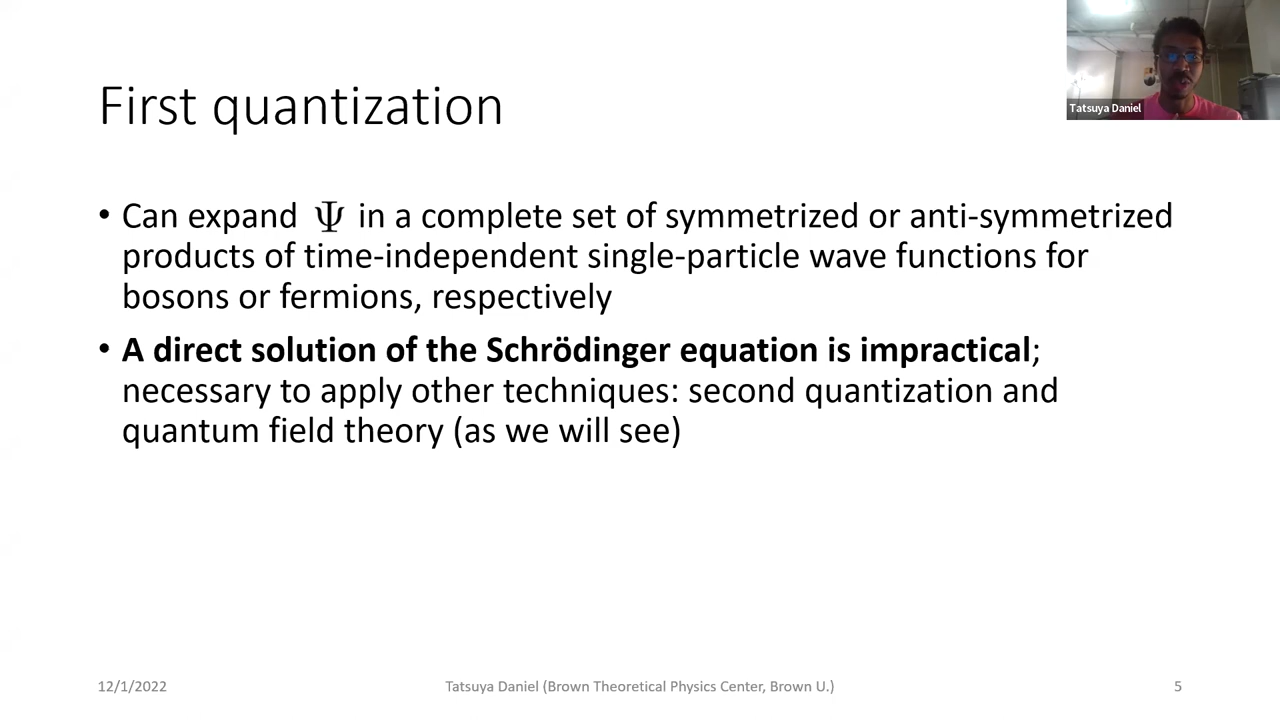 First quantization
Tatsuya Daniel
• Can expand Ψ in a complete set of symmetrized or anti-symmetrized
products of time-independent single-particle wave functions for
bosons or fermions, respectively
• A direct solution of the Schrödinger equation is impractical;
necessary to apply other techniques: second quantization and
quantum field theory (as we will see)
12/1/2022
Tatsuya Daniel (Brown Theoretical Physics Center, Brown U.)
5